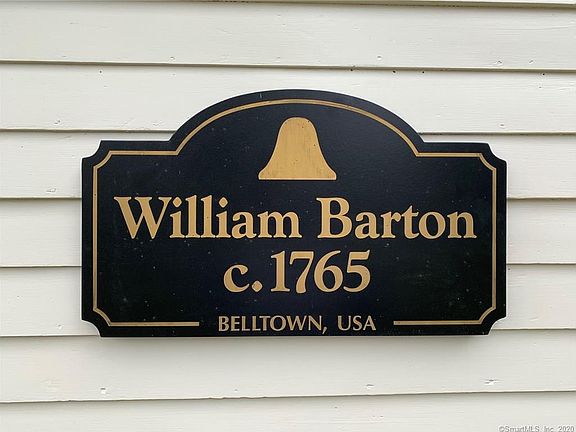 William Barton
c. 1765
BELLTOWN, USA
©SmartMLS, Inc. 2020